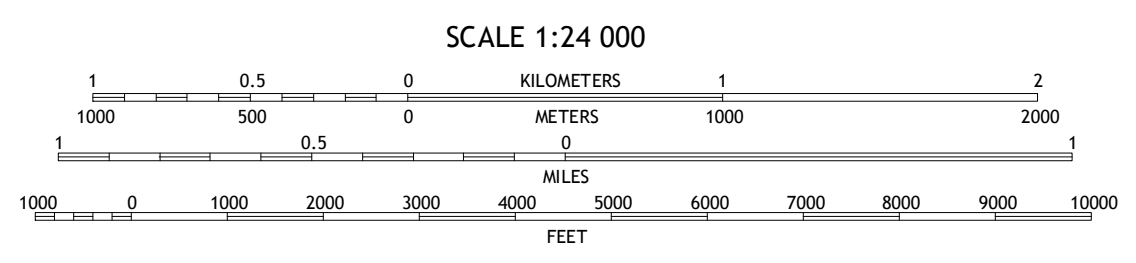 SCALE 1:24 000
1 0.5 0 KILOMETERS 1 2
1000 500 0 METERS 1000 2000
1 0.5 0 1
MILES
1000 0 1000 2000 3000 4000 5000 6000 7000 8000 9000 10000
FEET